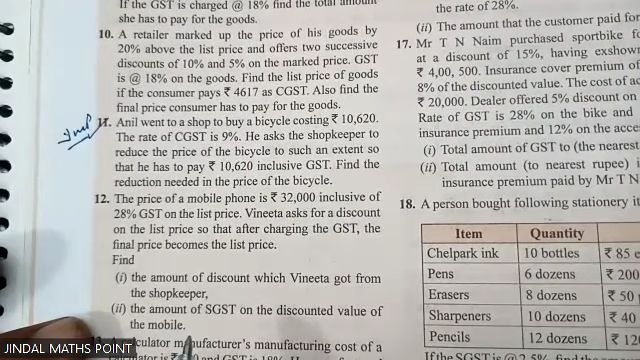 If the GST is charged @ 18% find the total amount
she has to pay for the goods.
10. A retailer marked up the price of his goods by
20% above the list price and offers two successive
discounts of 10% and 5% on the marked price. GST
is @ 18% on the goods. Find the list price of goods
if the consumer pays ₹ 4617 as CGST. Also find the
final price consumer has to pay for the goods.
11. Anil went to a shop to buy a bicycle costing ₹ 10,620.
The rate of CGST is 9%. He asks the shopkeeper to
reduce the price of the bicycle to such an extent so
that he has to pay ₹ 10,620 inclusive GST. Find the
reduction needed in the price of the bicycle.
12. The price of a mobile phone is ₹ 32,000 inclusive of
28% GST on the list price. Vineeta asks for a discount
on the list price so that after charging the GST, the
final price becomes the list price.
Find
(i) the amount of discount which Vineeta got from
the shopkeeper,
(ii) the amount of SGST on the discounted value of
the mobile.
manufacturer's manufacturing cost of a
the rate of 28%.
(ii) The amount that the customer paid for
17. Mr T N Naim purchased sportbike
at a discount of 15%, having
₹ 4,00, 500. Insurance cover premium of
8% of the discounted value. The cost of
₹ 20,000. Dealer offered 5% discount on
Rate of GST is 28% on the bike and
insurance premium and 12% on the
(i) Total amount of GST to (the nearest
(ii) Total amount (to nearest rupee)
insurance premium paid by Mr T N
18. A person bought following stationery
Item Quantity
Chelpark ink 10 bottles ₹ 85
Pens 6 dozens ₹ 200
Erasers 8 dozens ₹ 50
Sharpeners 10 dozens ₹ 40
Pencils 12 dozens ₹ 12
If the SGST is @ 2.5%, find the
JINDAL MATHS POINT